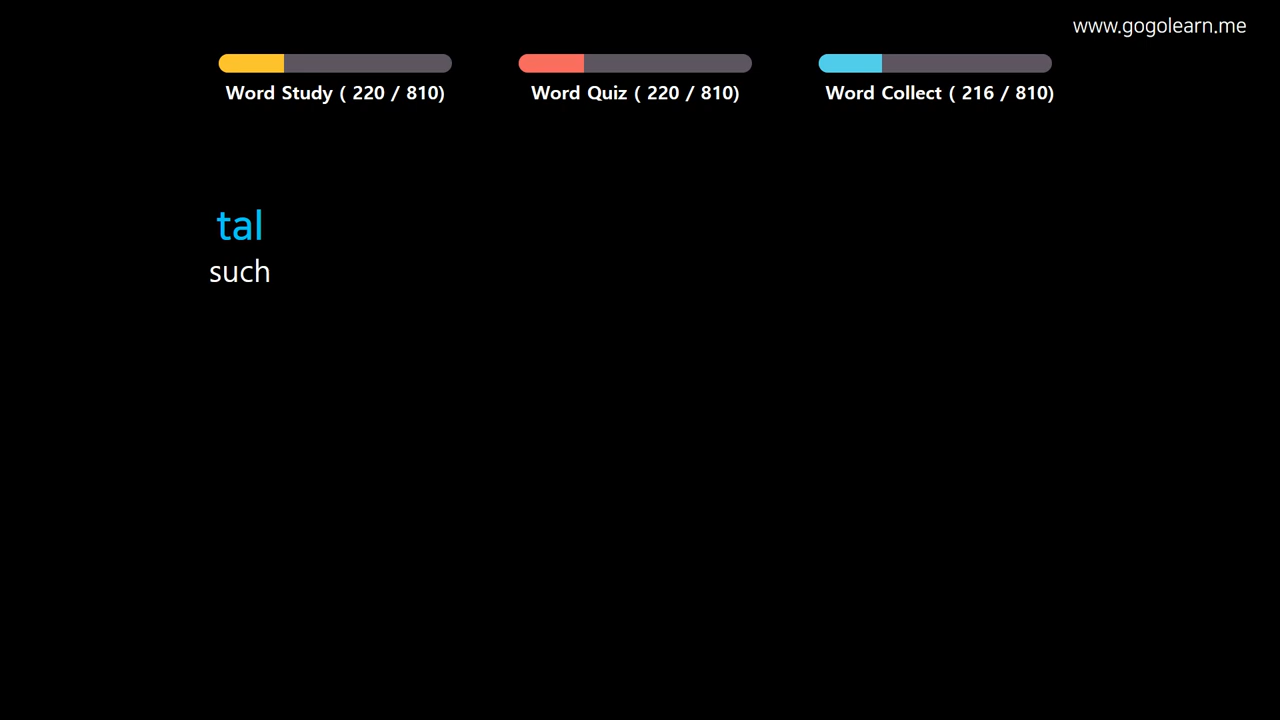 www.gogolearn.me
Word Study ( 220 / 810)
Word Quiz ( 220 / 810)
Word Collect ( 216 / 810)
tal
such